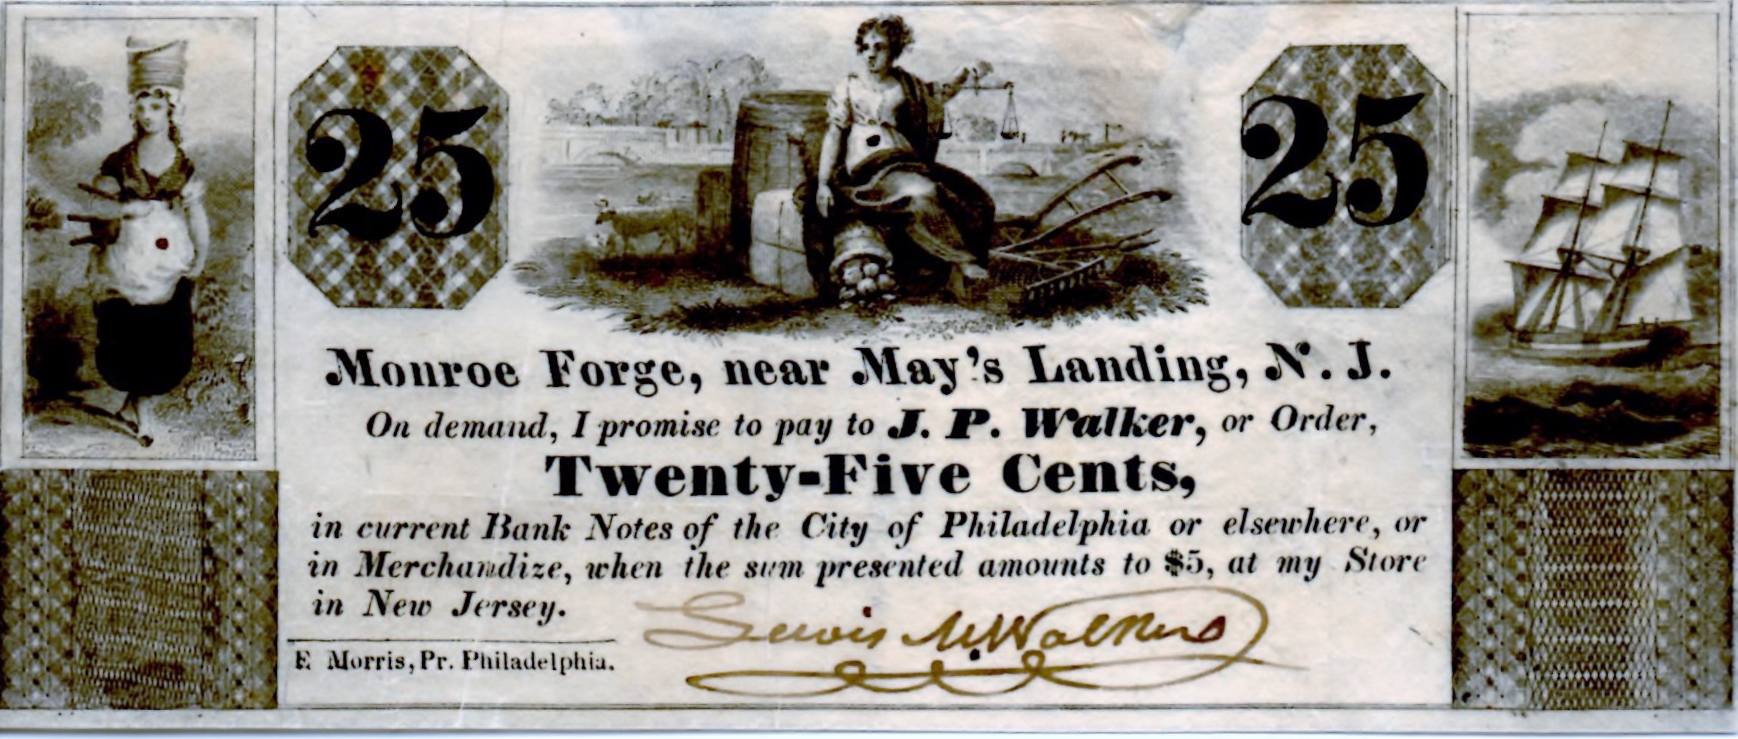 25
25
Monroe Forge, near May's Landing, N. J.
On demand, I promise to pay to J. P. Walker, or Order,
Twenty-Five Cents,
in current Bank Notes of the City of Philadelphia or elsewhere, or
in Merchandize, when the sum presented amounts to $5, at my Store
in New Jersey.
Lewis M. Walker
E Morris, Pr. Philadelphia.